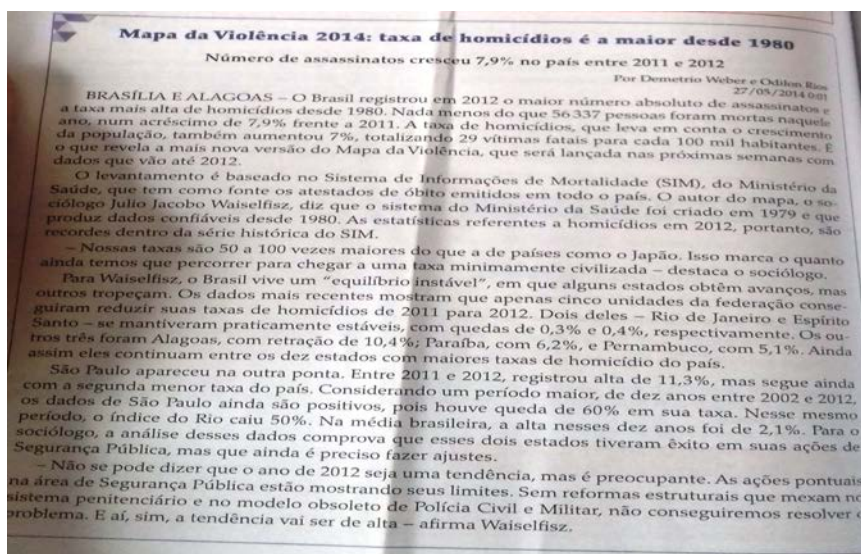 Mapa da Violência 2014: taxa de homicídios é a maior desde 1980
Número de assassinatos cresceu 7,9% no país entre 2011 e 2012
Por Demetrio Weber e Odilon Rios
27/05/2014 0:01
BRASÍLIA E ALAGOAS – O Brasil registrou em 2012 o maior número absoluto de assassinatos e
a taxa mais alta de homicídios desde 1980. Nada menos do que 56 337 pessoas foram mortas naquele
ano, num acréscimo de 7,9% frente a 2011. A taxa de homicídios, que leva em conta o crescimento
da população, também aumentou 7%, totalizando 29 vítimas fatais para cada 100 mil habitantes. É
o que revela a mais nova versão do Mapa da Violência, que será lançada nas próximas semanas com
dados que vão até 2012.
O levantamento é baseado no Sistema de Informações de Mortalidade (SIM), do Ministério da
Saúde, que tem como fonte os atestados de óbito emitidos em todo o país. O autor do mapa, o so-
ciólogo Julio Jacobo Waiselfisz, diz que o sistema do Ministério da Saúde foi criado em 1979 e que
produz dados confiáveis desde 1980. As estatísticas referentes a homicídios em 2012, portanto, são
recordes dentro da série histórica do SIM.
– Nossas taxas são 50 a 100 vezes maiores do que a de países como o Japão. Isso marca o quanto
ainda temos que percorrer para chegar a uma taxa minimamente civilizada – destaca o sociólogo.
Para Waiselfisz, o Brasil vive um “equilíbrio instável”, em que alguns estados obtêm avanços, mas
outros tropeçam. Os dados mais recentes mostram que apenas cinco unidades da federação conse-
guiram reduzir suas taxas de homicídios de 2011 para 2012. Dois deles – Rio de Janeiro e Espírito
Santo – se mantiveram praticamente estáveis, com quedas de 0,3% e 0,4%, respectivamente. Os ou-
tros três foram Alagoas, com retração de 10,4%; Paraíba, com 6,2%, e Pernambuco, com 5,1%. Ainda
assim eles continuam entre os dez estados com maiores taxas de homicídio do país.
São Paulo apareceu na outra ponta. Entre 2011 e 2012, registrou alta de 11,3%, mas segue ainda
com a segunda menor taxa do país. Considerando um período maior, de dez anos entre 2002 e 2012,
os dados de São Paulo ainda são positivos, pois houve queda de 60% em sua taxa. Nesse mesmo
período, o índice do Rio caiu 50%. Na média brasileira, a alta nesses dez anos foi de 2,1%. Para o
sociólogo, a análise desses dados comprova que esses dois estados tiveram êxito em suas ações de
Segurança Pública, mas que ainda é preciso fazer ajustes.
– Não se pode dizer que o ano de 2012 seja uma tendência, mas é preocupante. As ações pontuais
na área de Segurança Pública estão mostrando seus limites. Sem reformas estruturais que mexam no
sistema penitenciário e no modelo obsoleto de Polícia Civil e Militar, não conseguiremos resolver o
problema. E aí, sim, a tendência vai ser de alta – afirma Waiselfisz.